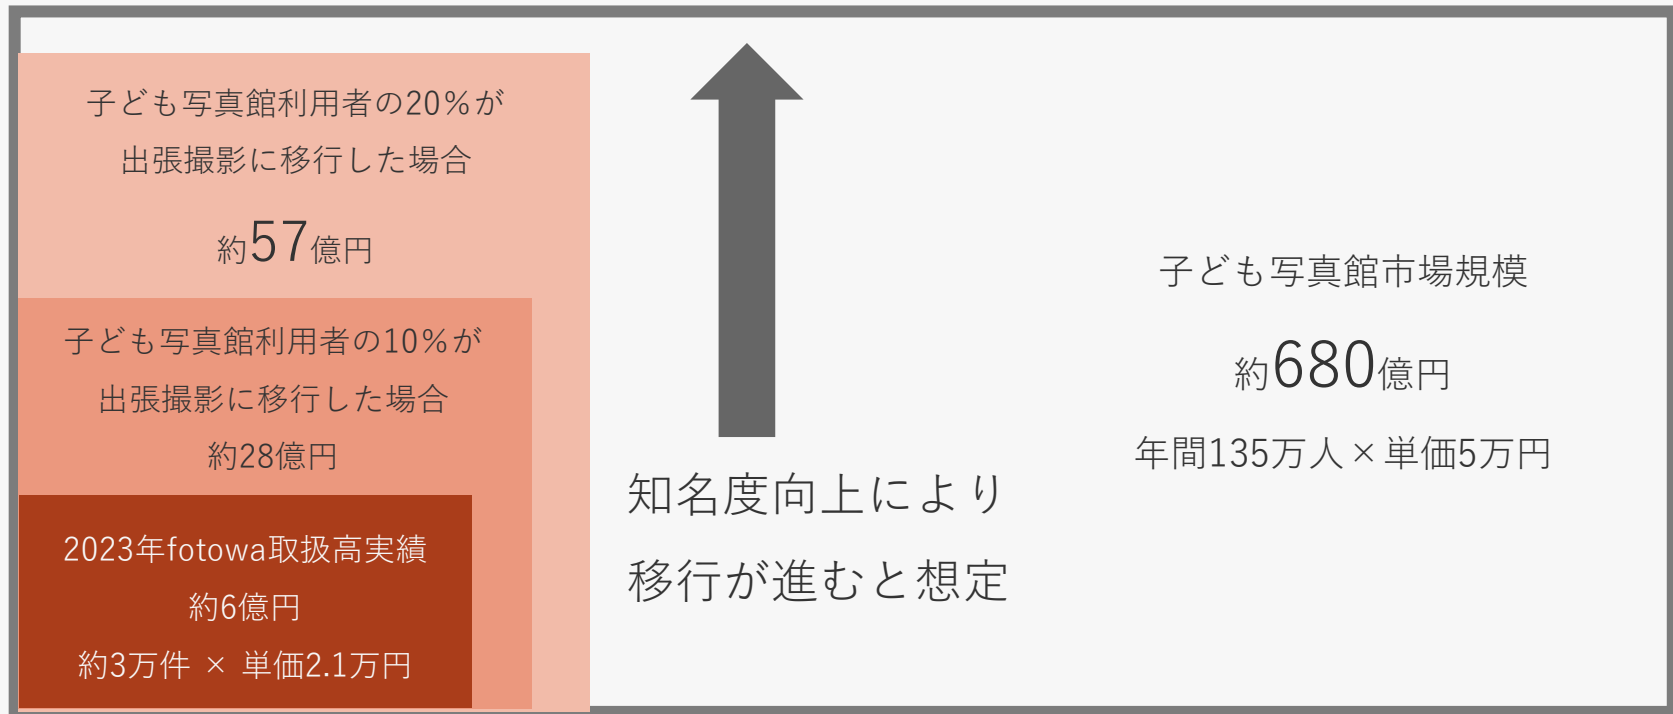 子ども写真館利用者の20%が
出張撮影に移行した場合
約57億円
子ども写真館利用者の10%が
出張撮影に移行した場合
約28億円
2023年fotowa取扱高実績
約6億円
約3万件 × 単価2.1万円
知名度向上により
移行が進むと想定
子ども写真館市場規模
約680億円
年間135万人×単価5万円